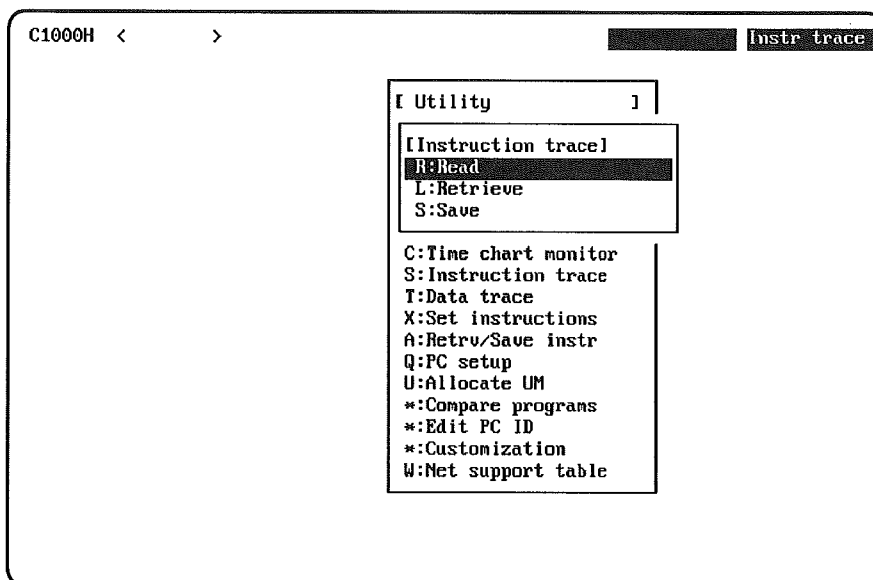 C1000H < > Instr trace
[ Utility ]
[Instruction trace]
R:Read
L:Retrieve
S:Save
C:Time chart monitor
S:Instruction trace
T:Data trace
X:Set instructions
A:Retrv/Save instr
Q:PC setup
U:Allocate UM
*:Compare programs
*:Edit PC ID
*:Customization
W:Net support table